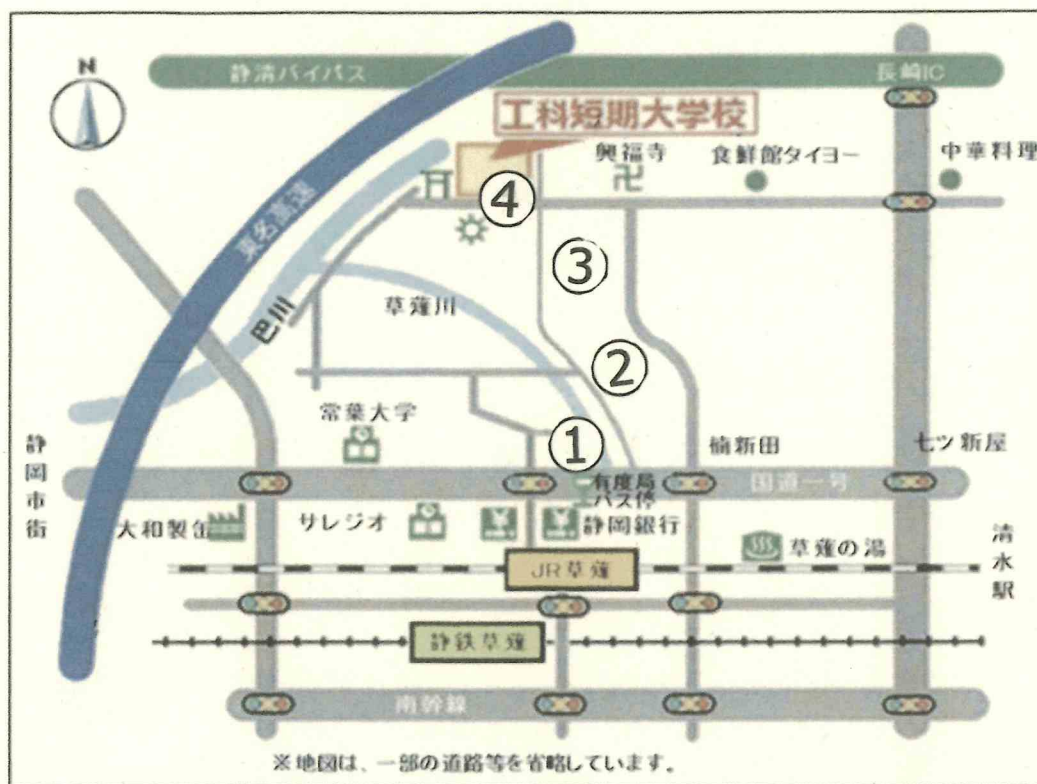 N
静清バイパス
長崎IC
工科短期大学校
興福寺
食鮮館タイヨー
中華料理
④
東名高速
③
巴川
草薙川
②
常葉大学
①
楠新田
七ツ新屋
静岡市街
有度局
バス停
国道一号
大和製缶
サレジオ
静岡銀行
草薙の湯
清水駅
JR草薙
静鉄草薙
南幹線
※地図は、一部の道路等を省略しています。